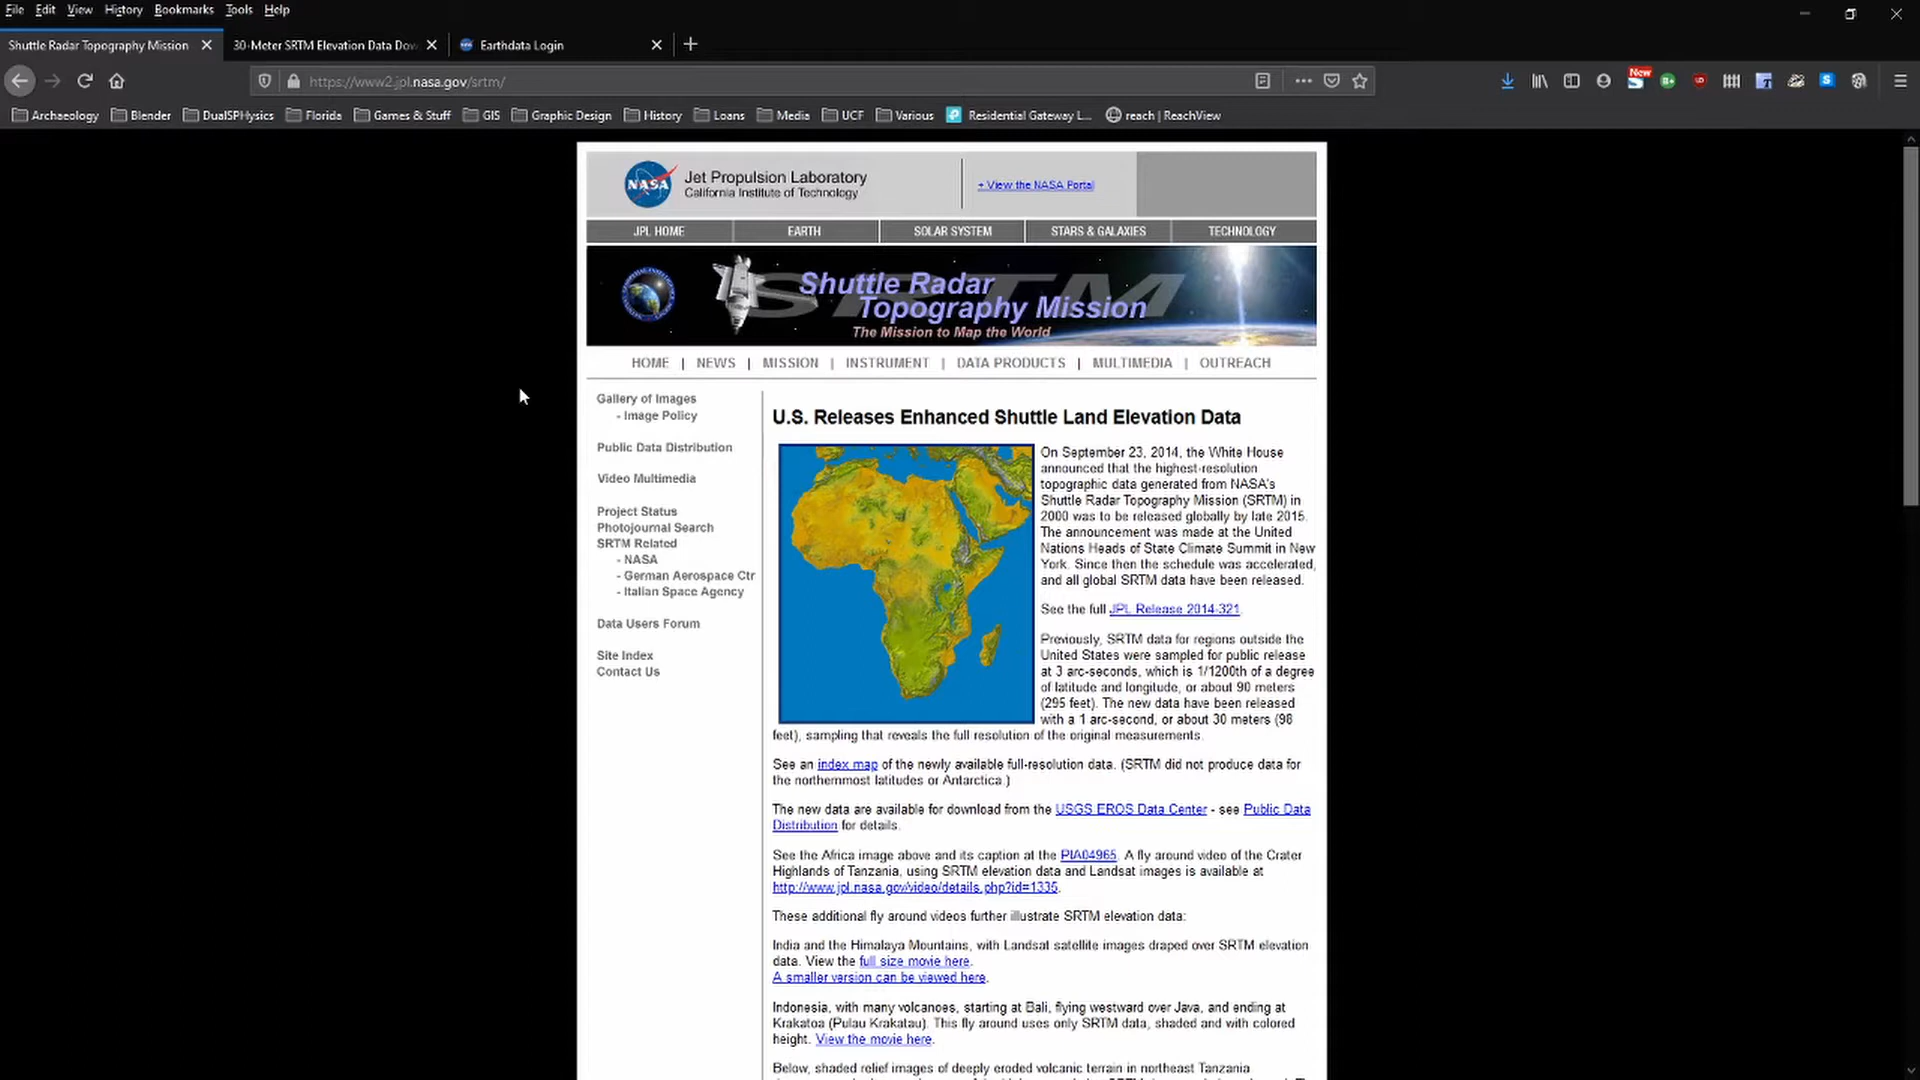 File Edit View History Bookmarks Tools Help
Shuttle Radar Topography Mission
30-Meter SRTM Elevation Data Dow
Earthdata Login
https://www2.jpl.nasa.gov/srtm/
New
Archaeology Blender DualSPHysics Florida Games & Stuff GIS Graphic Design History Loans Media UCF Various Residential Gateway L... reach | ReachView
NASA
Jet Propulsion Laboratory
California Institute of Technology
+ View the NASA Portal
JPL HOME EARTH SOLAR SYSTEM STARS & GALAXIES TECHNOLOGY
SRTM
Shuttle Radar
Topography Mission
The Mission to Map the World
HOME | NEWS | MISSION | INSTRUMENT | DATA PRODUCTS | MULTIMEDIA | OUTREACH
Gallery of Images
- Image Policy
Public Data Distribution
Video Multimedia
Project Status
Photojournal Search
SRTM Related
- NASA
- German Aerospace Ctr
- Italian Space Agency
Data Users Forum
Site Index
Contact Us
U.S. Releases Enhanced Shuttle Land Elevation Data
On September 23, 2014, the White House
announced that the highest-resolution
topographic data generated from NASA's
Shuttle Radar Topography Mission (SRTM) in
2000 was to be released globally by late 2015.
The announcement was made at the United
Nations Heads of State Climate Summit in New
York. Since then the schedule was accelerated,
and all global SRTM data have been released.
See the full JPL Release 2014-321.
Previously, SRTM data for regions outside the
United States were sampled for public release
at 3 arc-seconds, which is 1/1200th of a degree
of latitude and longitude, or about 90 meters
(295 feet). The new data have been released
with a 1 arc-second, or about 30 meters (98
feet), sampling that reveals the full resolution of the original measurements.
See an index map of the newly available full-resolution data. (SRTM did not produce data for
the northernmost latitudes or Antarctica.)
The new data are available for download from the USGS EROS Data Center - see Public Data
Distribution for details.
See the Africa image above and its caption at the PIA04965. A fly around video of the Crater
Highlands of Tanzania, using SRTM elevation data and Landsat images is available at
http://www.jpl.nasa.gov/video/details.php?id=1335.
These additional fly around videos further illustrate SRTM elevation data:
India and the Himalaya Mountains, with Landsat satellite images draped over SRTM elevation
data. View the full size movie here.
A smaller version can be viewed here.
Indonesia, with many volcanoes, starting at Bali, flying westward over Java, and ending at
Krakatoa (Pulau Krakatau). This fly around uses only SRTM data, shaded and with colored
height. View the movie here.
Below, shaded relief images of deeply eroded volcanic terrain in northeast Tanzania